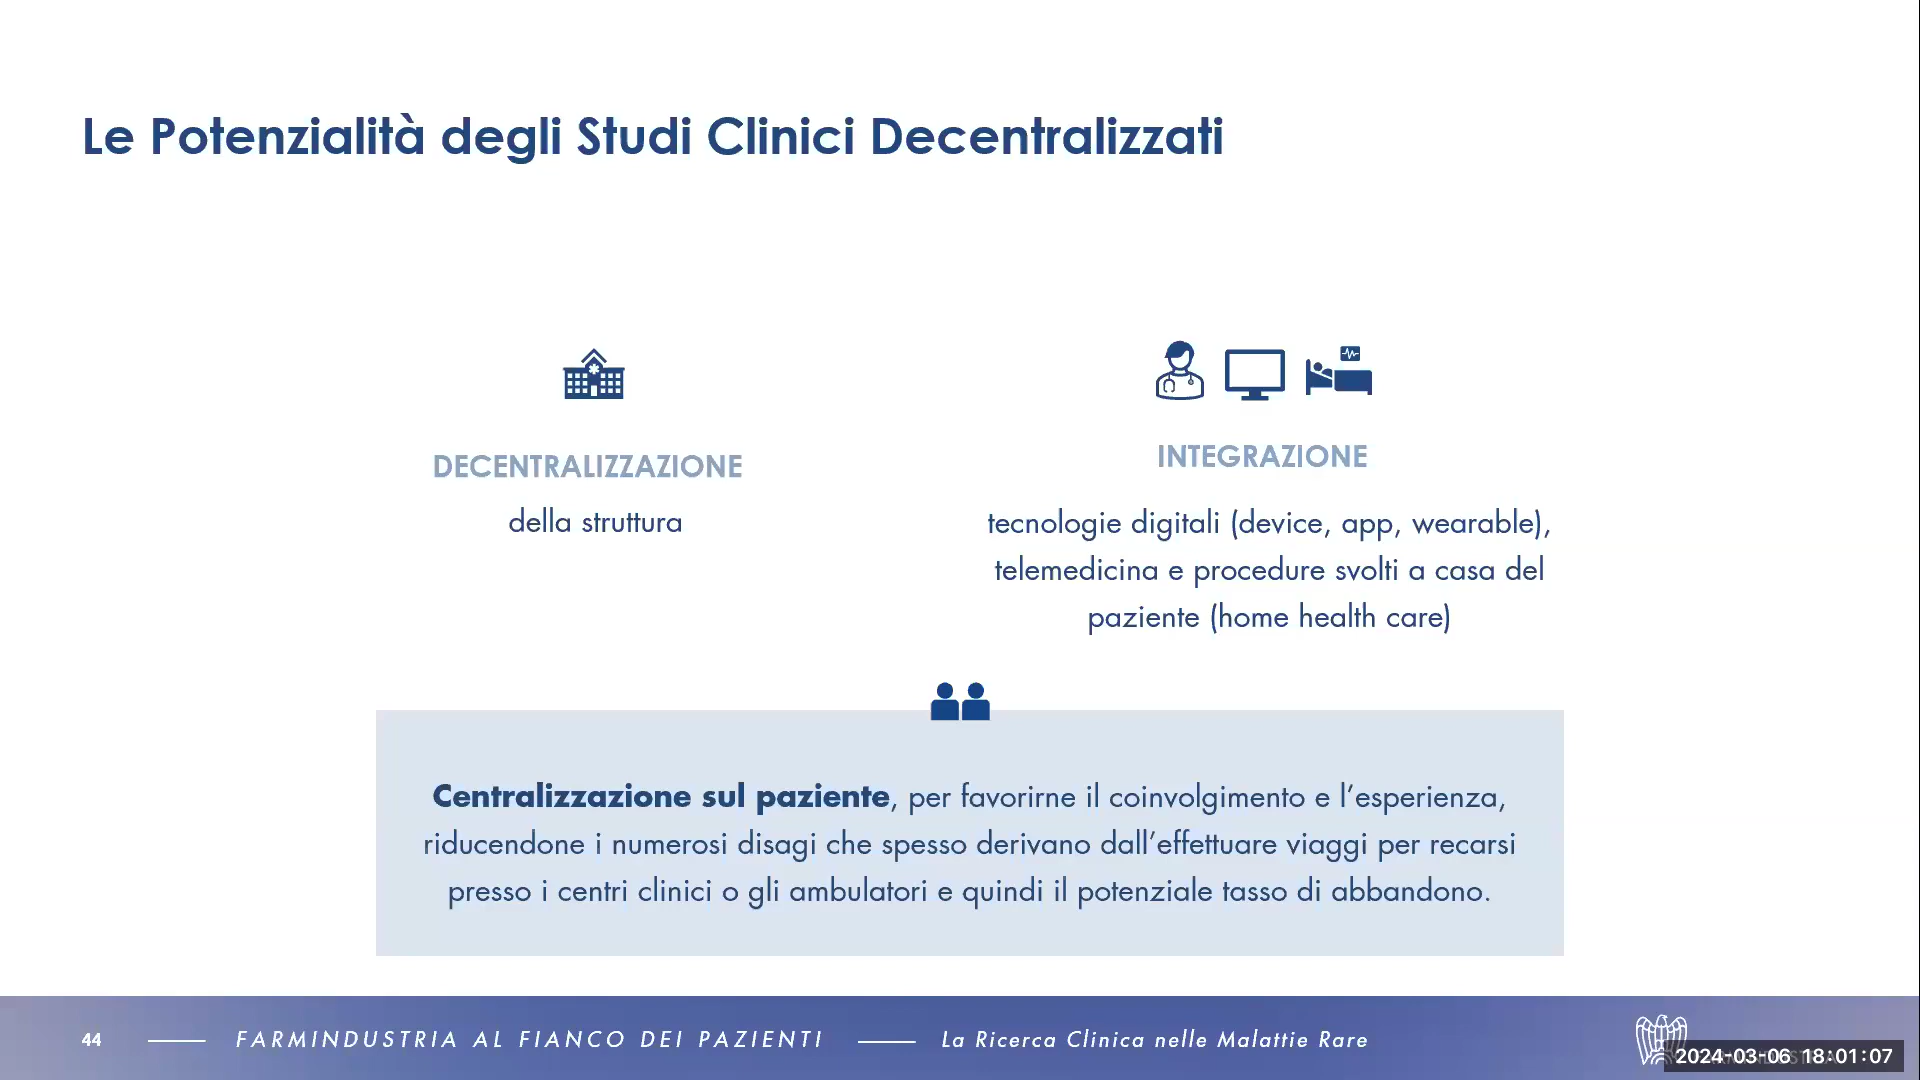 Le Potenzialità degli Studi Clinici Decentralizzati
DECENTRALIZZAZIONE
della struttura
INTEGRAZIONE
tecnologie digitali (device, app, wearable),
telemedicina e procedure svolti a casa del
paziente (home health care)
Centralizzazione sul paziente, per favorirne il coinvolgimento e l’esperienza,
riducendone i numerosi disagi che spesso derivano dall’effettuare viaggi per recarsi
presso i centri clinici o gli ambulatori e quindi il potenziale tasso di abbandono.
44 FARMINDUSTRIA AL FIANCO DEI PAZIENTI La Ricerca Clinica nelle Malattie Rare
2024-03-06 18:01:07